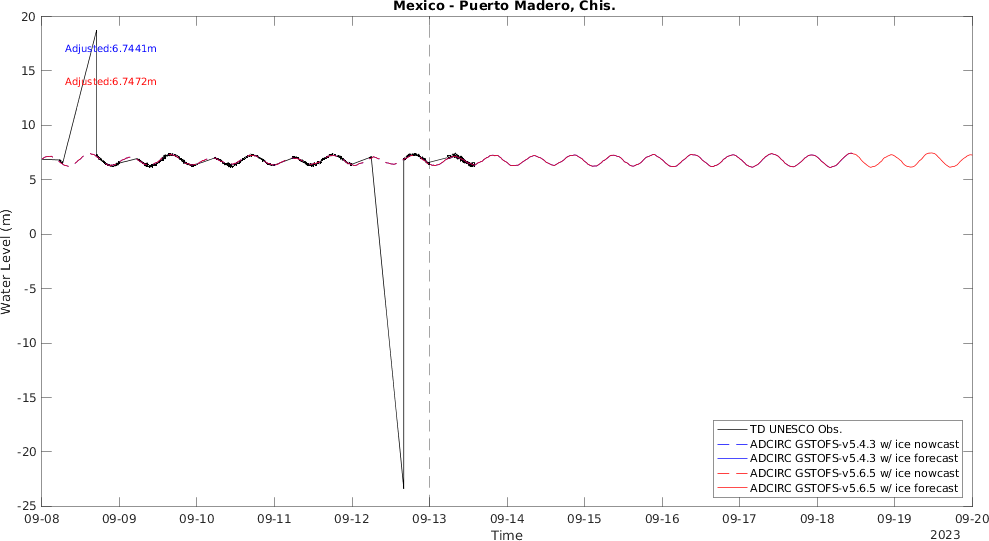 Mexico - Puerto Madero, Chis.
20
15
10
5
0
-5
-10
-15
-20
-25
Water Level (m)
Adjusted:6.7441m
Adjusted:6.7472m
TD UNESCO Obs.
ADCIRC GSTOFS-v5.4.3 w/ ice nowcast
ADCIRC GSTOFS-v5.4.3 w/ ice forecast
ADCIRC GSTOFS-v5.6.5 w/ ice nowcast
ADCIRC GSTOFS-v5.6.5 w/ ice forecast
09-08 09-09 09-10 09-11 09-12 09-13 09-14 09-15 09-16 09-17 09-18 09-19 09-20
Time
2023